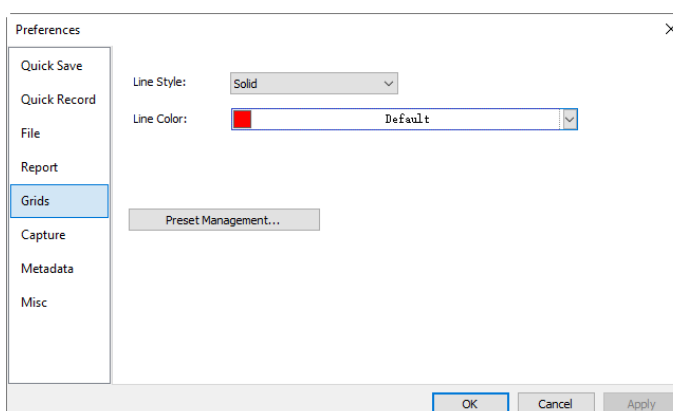 Preferences
Quick Save
Quick Record
File
Report
Grids
Capture
Metadata
Misc
Line Style: Solid
Line Color: Default
Preset Management...
OK Cancel Apply